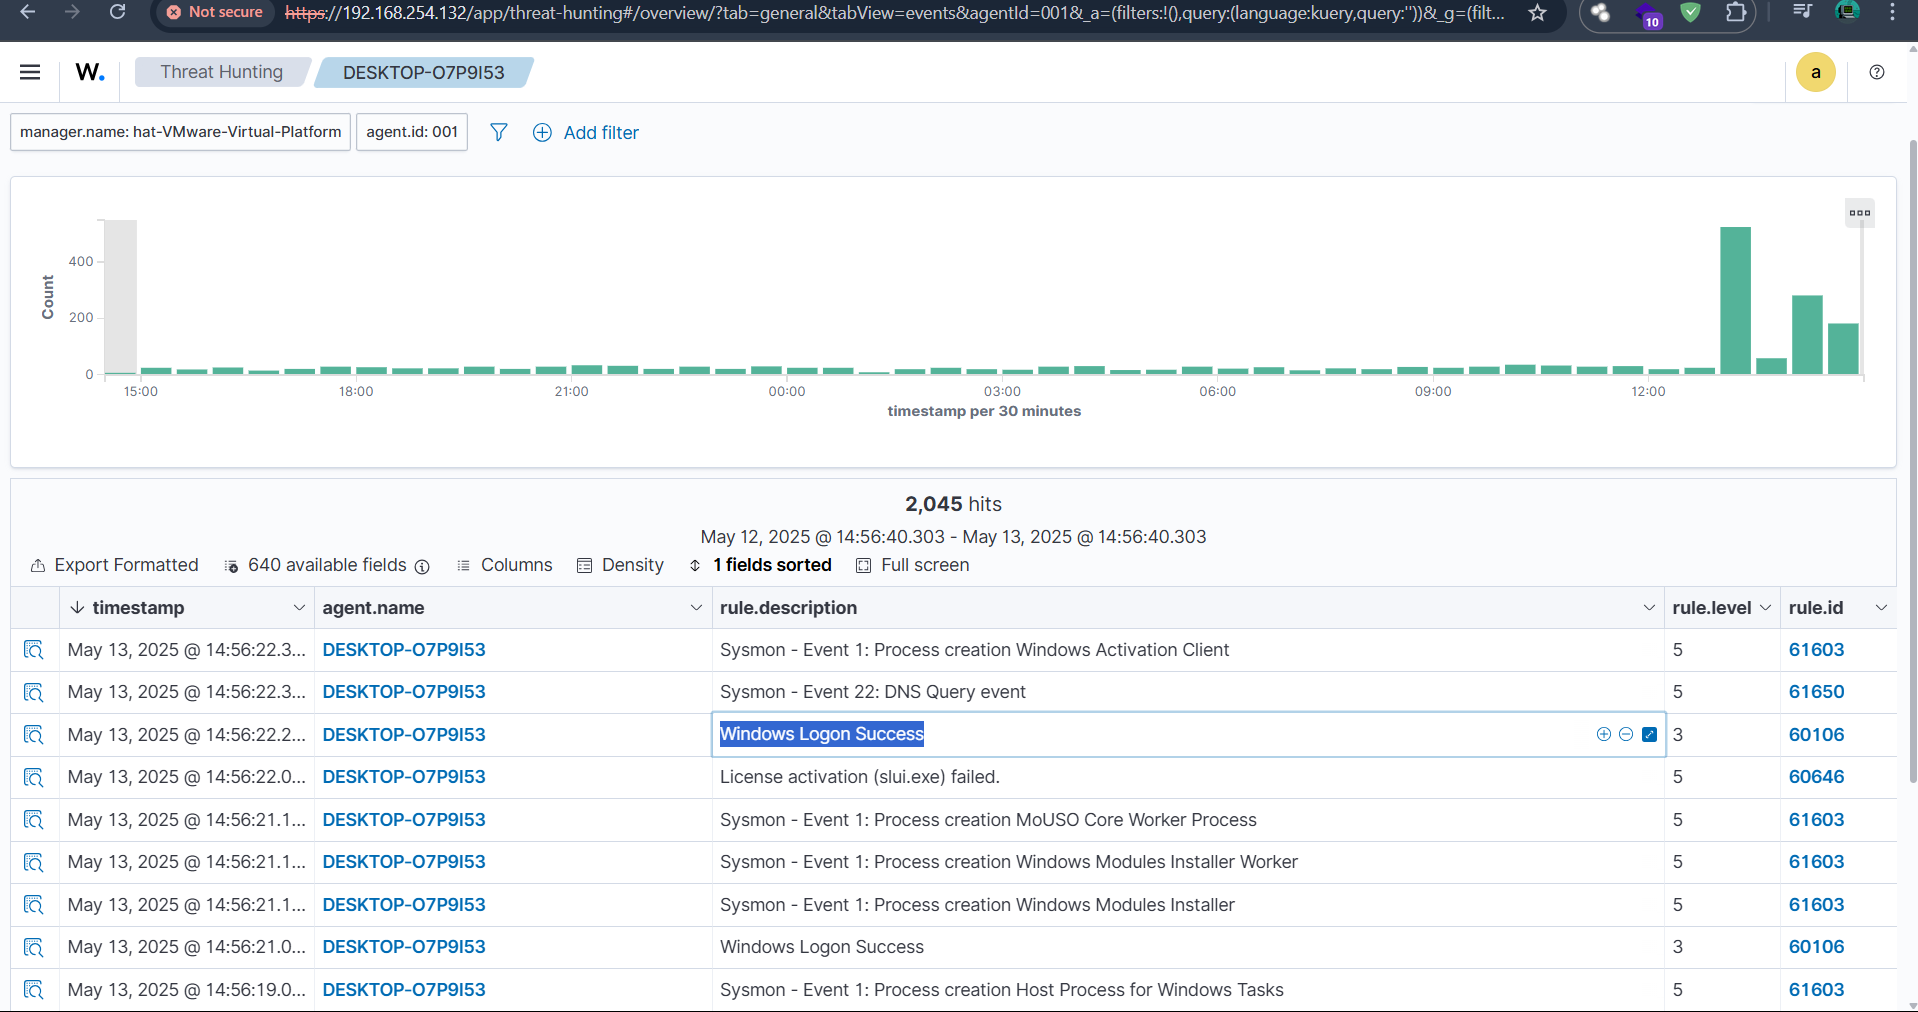 Not secure https://192.168.254.132/app/threat-hunting#/overview/?tab=general&tabView=events&agentId=001&_a=(filters:!(),query:(language:kuery,query:''))&_g=(filt... 10
W. Threat Hunting DESKTOP-O7P9I53 a
manager.name: hat-VMware-Virtual-Platform agent.id: 001 Add filter
Count
400
200
0
15:00 18:00 21:00 00:00 03:00 06:00 09:00 12:00
timestamp per 30 minutes
2,045 hits
May 12, 2025 @ 14:56:40.303 - May 13, 2025 @ 14:56:40.303
Export Formatted 640 available fields Columns Density 1 fields sorted Full screen
timestamp agent.name rule.description rule.level rule.id
May 13, 2025 @ 14:56:22.3... DESKTOP-O7P9I53 Sysmon - Event 1: Process creation Windows Activation Client 5 61603
May 13, 2025 @ 14:56:22.3... DESKTOP-O7P9I53 Sysmon - Event 22: DNS Query event 5 61650
May 13, 2025 @ 14:56:22.2... DESKTOP-O7P9I53 Windows Logon Success 3 60106
May 13, 2025 @ 14:56:22.0... DESKTOP-O7P9I53 License activation (slui.exe) failed. 5 60646
May 13, 2025 @ 14:56:21.1... DESKTOP-O7P9I53 Sysmon - Event 1: Process creation MoUSO Core Worker Process 5 61603
May 13, 2025 @ 14:56:21.1... DESKTOP-O7P9I53 Sysmon - Event 1: Process creation Windows Modules Installer Worker 5 61603
May 13, 2025 @ 14:56:21.1... DESKTOP-O7P9I53 Sysmon - Event 1: Process creation Windows Modules Installer 5 61603
May 13, 2025 @ 14:56:21.0... DESKTOP-O7P9I53 Windows Logon Success 3 60106
May 13, 2025 @ 14:56:19.0... DESKTOP-O7P9I53 Sysmon - Event 1: Process creation Host Process for Windows Tasks 5 61603